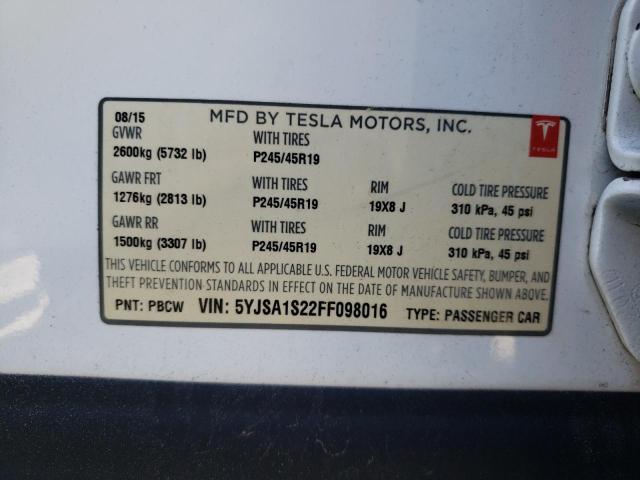 08/15 MFD BY TESLA MOTORS, INC.
GVWR WITH TIRES
2600kg (5732 lb) P245/45R19
TESLA
GAWR FRT WITH TIRES RIM COLD TIRE PRESSURE
1276kg (2813 lb) P245/45R19 19X8 J 310 kPa, 45 psi
GAWR RR WITH TIRES RIM COLD TIRE PRESSURE
1500kg (3307 lb) P245/45R19 19X8 J 310 kPa, 45 psi
THIS VEHICLE CONFORMS TO ALL APPLICABLE U.S. FEDERAL MOTOR VEHICLE SAFETY, BUMPER, AND
THEFT PREVENTION STANDARDS IN EFFECT ON THE DATE OF MANUFACTURE SHOWN ABOVE.
PNT: PBCW VIN: 5YJSA1S22FF098016 TYPE: PASSENGER CAR